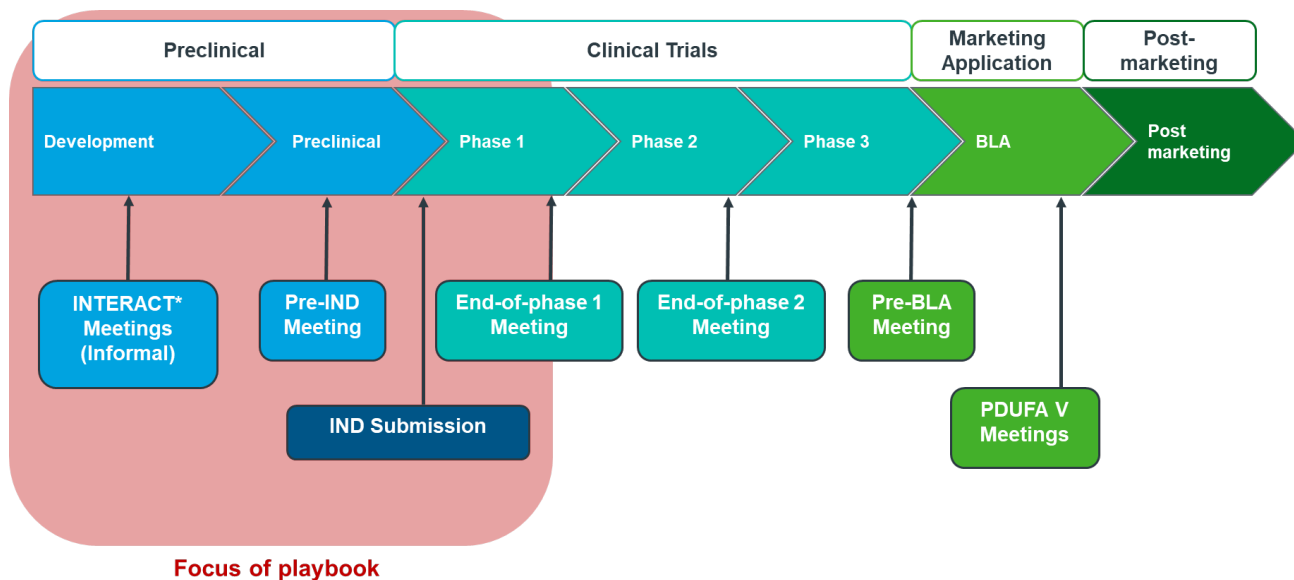 Preclinical
Clinical Trials
Marketing
Application
Post-
marketing
Development
Preclinical
Phase 1
Phase 2
Phase 3
BLA
Post
marketing
INTERACT*
Meetings
(Informal)
Pre-IND
Meeting
End-of-phase 1
Meeting
End-of-phase 2
Meeting
Pre-BLA
Meeting
IND Submission
PDUFA V
Meetings
Focus of playbook